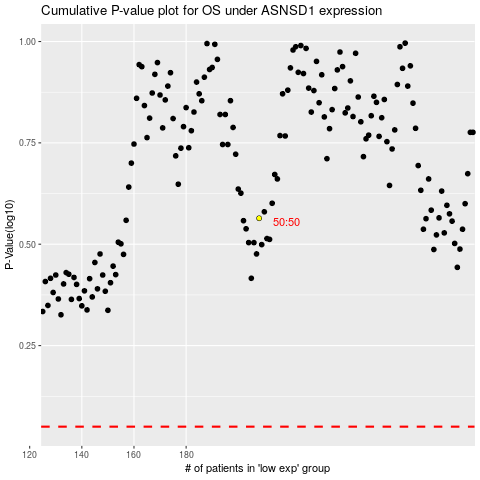 Cumulative P-value plot for OS under ASNSD1 expression
P-Value(log10)
1.00
0.75
0.50
0.25
50:50
120 140 160 180
# of patients in 'low exp' group